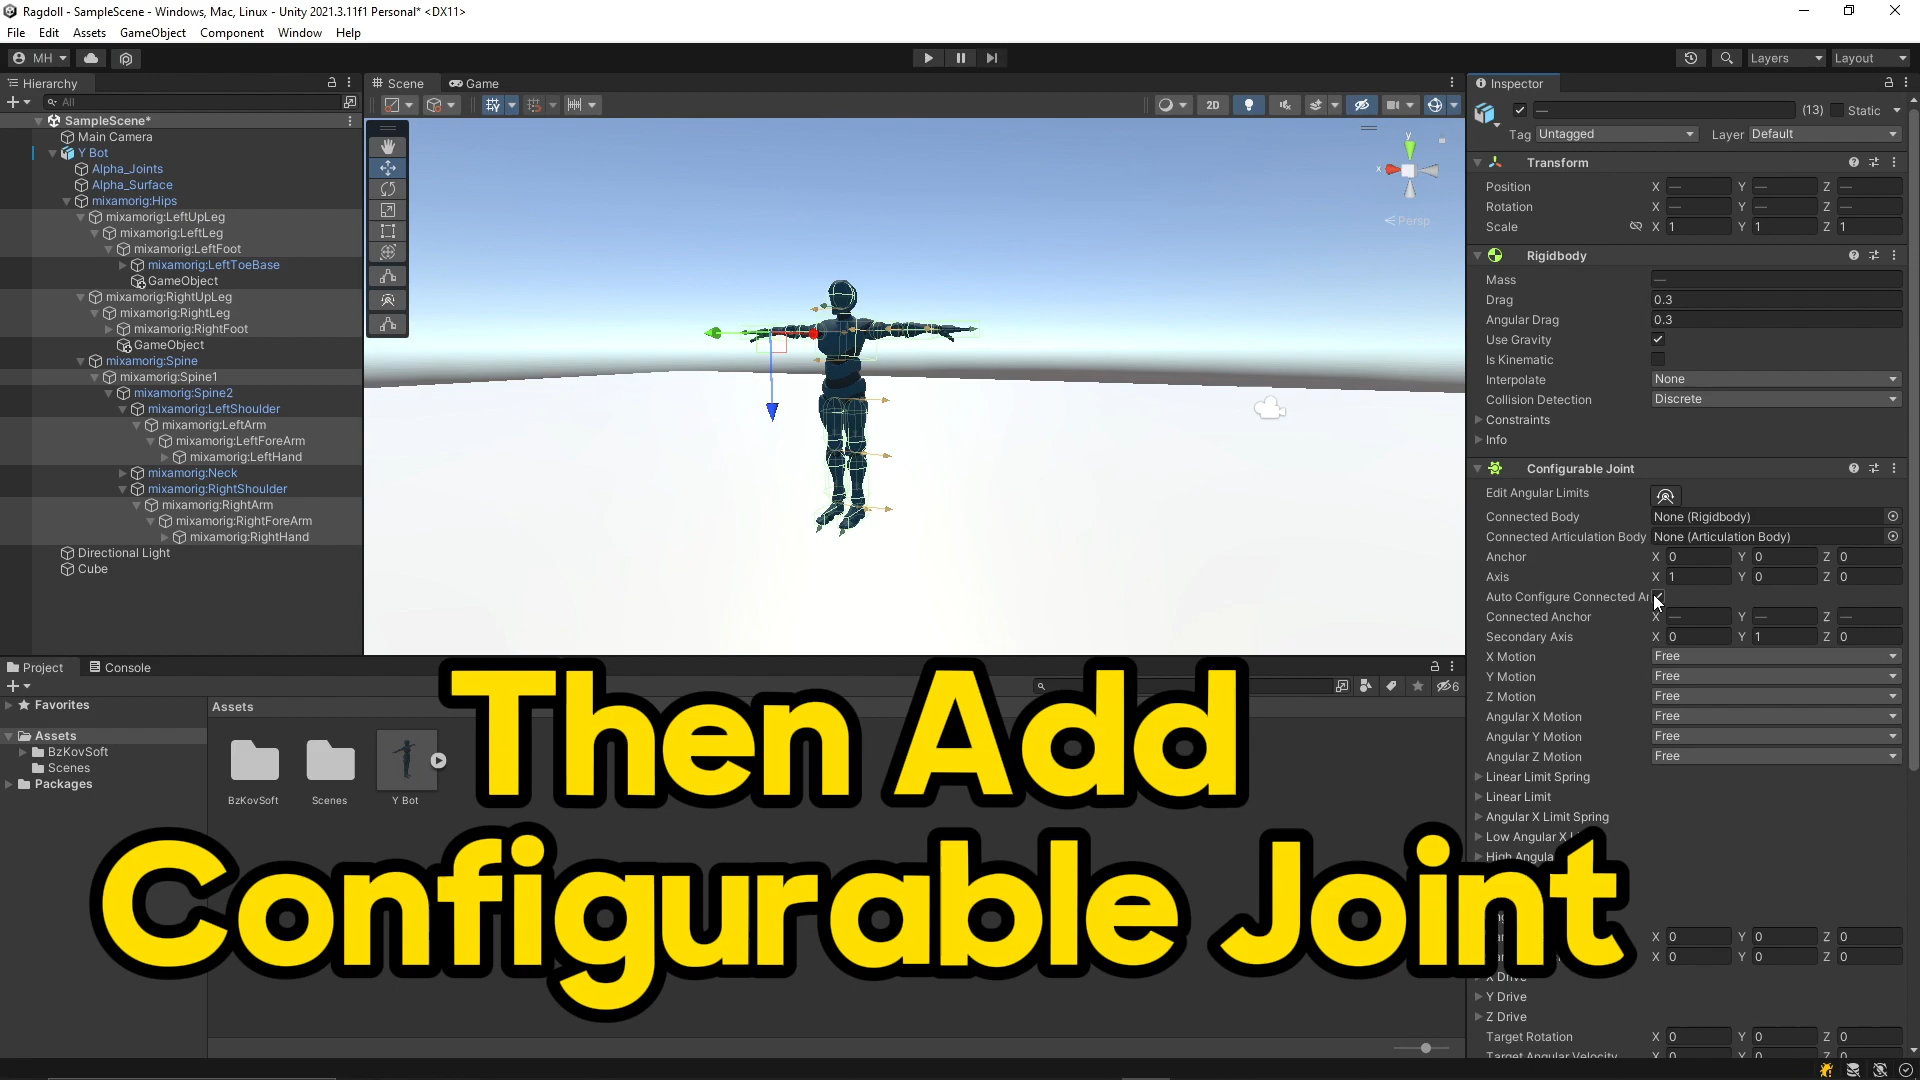 Ragdoll - SampleScene - Windows, Mac, Linux - Unity 2021.3.11f1 Personal* <DX11>
File Edit Assets GameObject Component Window Help
MH
Layers Layout
Hierarchy
All
SampleScene*
Main Camera
Y Bot
Alpha_Joints
Alpha_Surface
mixamorig:Hips
mixamorig:LeftUpLeg
mixamorig:LeftLeg
mixamorig:LeftFoot
mixamorig:LeftToeBase
GameObject
mixamorig:RightUpLeg
mixamorig:RightLeg
mixamorig:RightFoot
GameObject
mixamorig:Spine
mixamorig:Spine1
mixamorig:Spine2
mixamorig:LeftShoulder
mixamorig:LeftArm
mixamorig:LeftForeArm
mixamorig:LeftHand
mixamorig:Neck
mixamorig:RightShoulder
mixamorig:RightArm
mixamorig:RightForeArm
mixamorig:RightHand
Directional Light
Cube
Scene Game
2D
y
x
Persp
Inspector
— (13) Static
Tag Untagged Layer Default
Transform
Position X — Y — Z —
Rotation X — Y — Z —
Scale X 1 Y 1 Z 1
Rigidbody
Mass —
Drag 0.3
Angular Drag 0.3
Use Gravity
Is Kinematic
Interpolate None
Collision Detection Discrete
Constraints
Info
Configurable Joint
Edit Angular Limits
Connected Body None (Rigidbody)
Connected Articulation Body None (Articulation Body)
Anchor X 0 Y 0 Z 0
Axis X 1 Y 0 Z 0
Auto Configure Connected Ar
Connected Anchor X — Y — Z —
Secondary Axis X 0 Y 1 Z 0
X Motion Free
Y Motion Free
Z Motion Free
Angular X Motion Free
Angular Y Motion Free
Angular Z Motion Free
Linear Limit Spring
Linear Limit
Angular X Limit Spring
Low Angular X
High Angula
X 0 Y 0 Z 0
X 0 Y 0 Z 0
X Drive
Y Drive
Z Drive
Target Rotation X 0 Y 0 Z 0
Target Angular Velocity X 0 Y 0 Z 0
Project Console
6
Favorites
Assets
BzKovSoft
Scenes
Packages
Assets
BzKovSoft Scenes Y Bot
Then Add
Configurable Joint